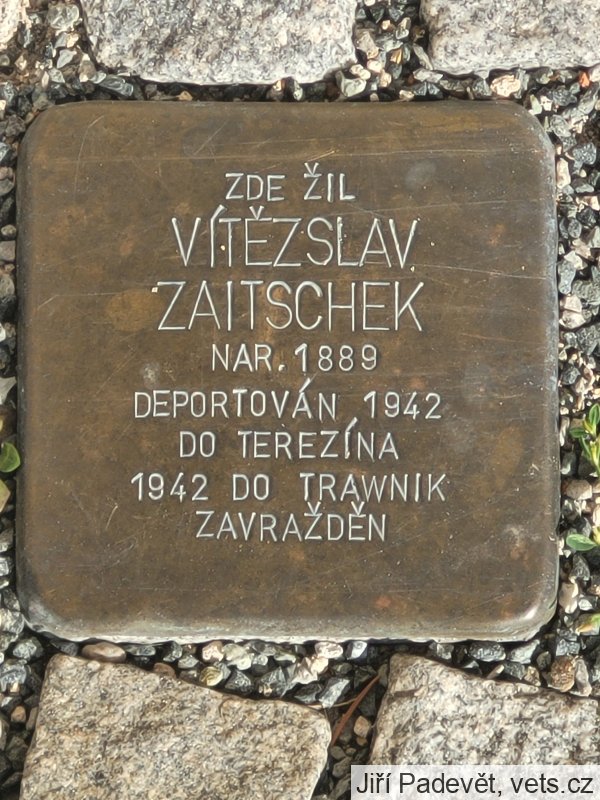 ZDE ŽIL
VÍTĚZSLAV
ZAITSCHEK
NAR. 1889
DEPORTOVÁN 1942
DO TEREZÍNA
1942 DO TRAWNIK
ZAVRAŽDĚN
Jiří Padevět, vets.cz